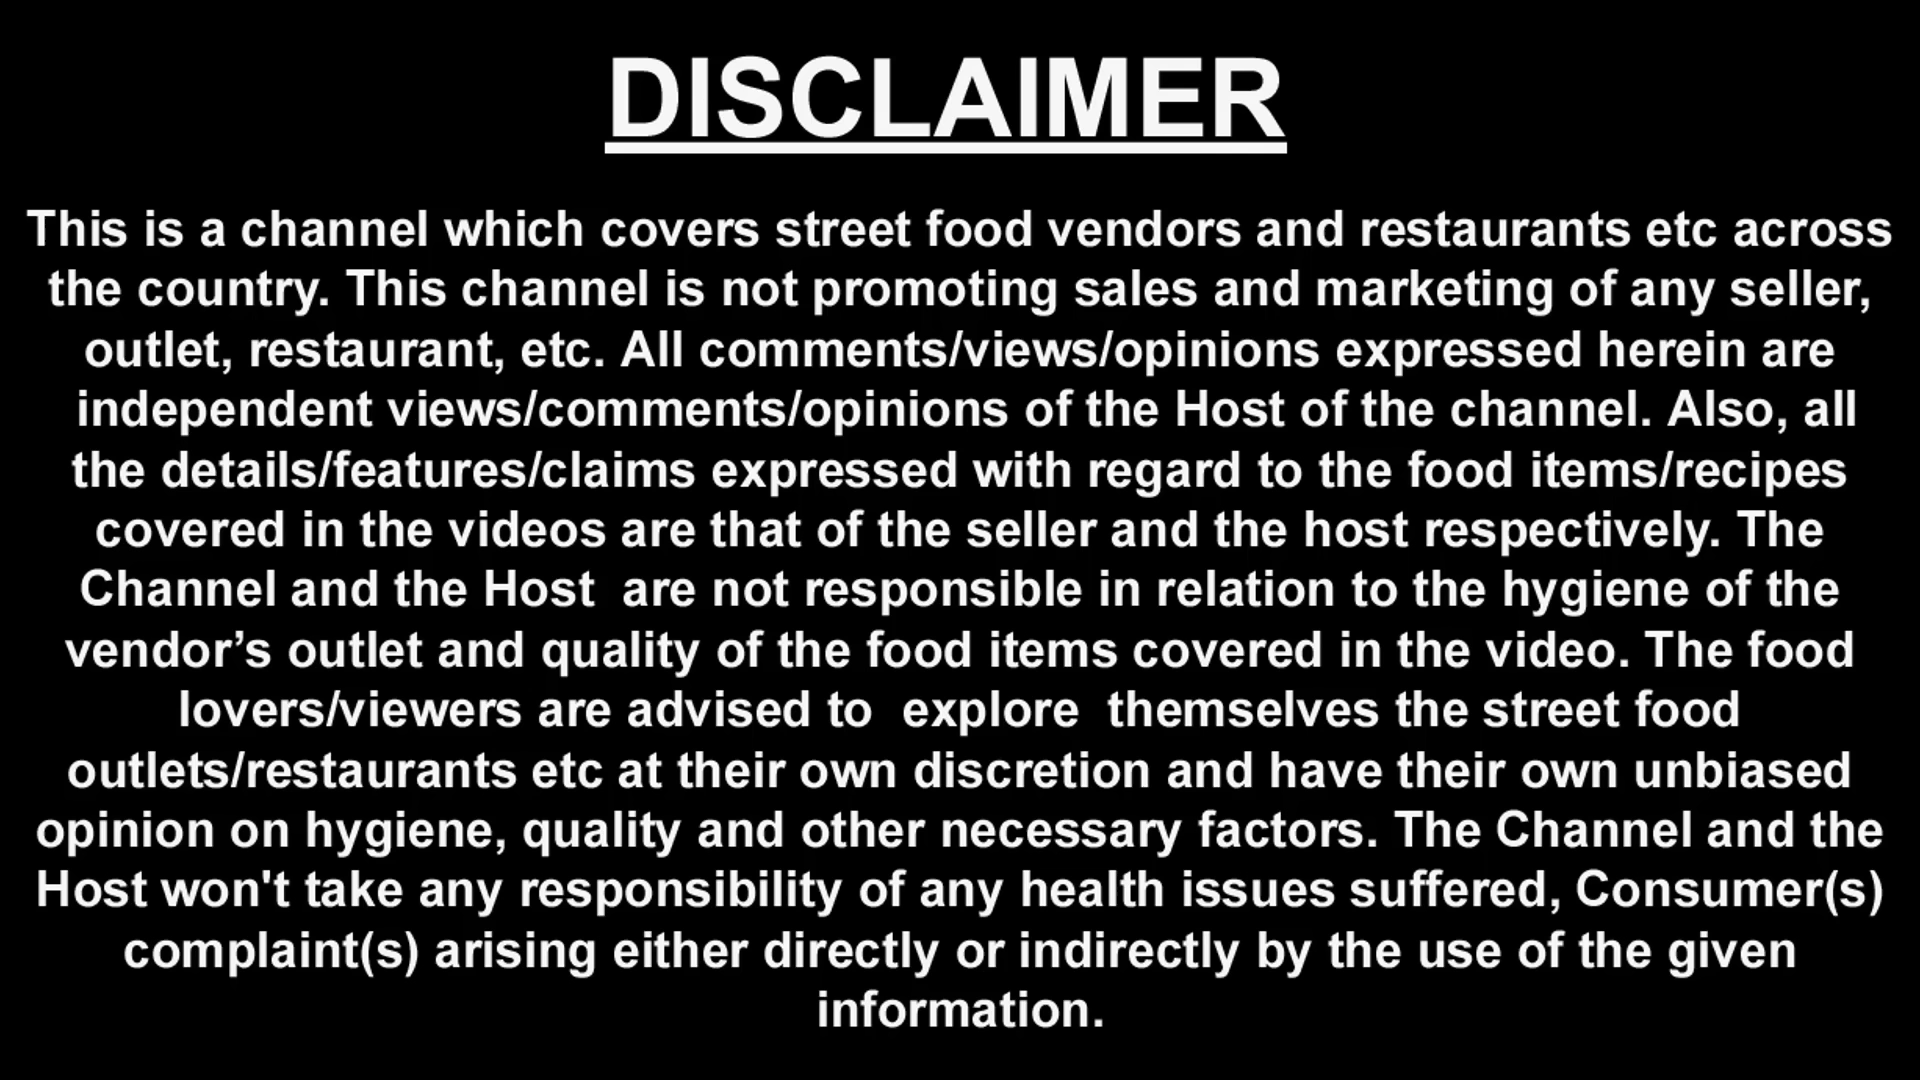 DISCLAIMER
This is a channel which covers street food vendors and restaurants etc across
the country. This channel is not promoting sales and marketing of any seller,
outlet, restaurant, etc. All comments/views/opinions expressed herein are
independent views/comments/opinions of the Host of the channel. Also, all
the details/features/claims expressed with regard to the food items/recipes
covered in the videos are that of the seller and the host respectively. The
Channel and the Host  are not responsible in relation to the hygiene of the
vendor’s outlet and quality of the food items covered in the video. The food
lovers/viewers are advised to  explore  themselves the street food
outlets/restaurants etc at their own discretion and have their own unbiased
opinion on hygiene, quality and other necessary factors. The Channel and the
Host won't take any responsibility of any health issues suffered, Consumer(s)
complaint(s) arising either directly or indirectly by the use of the given
information.